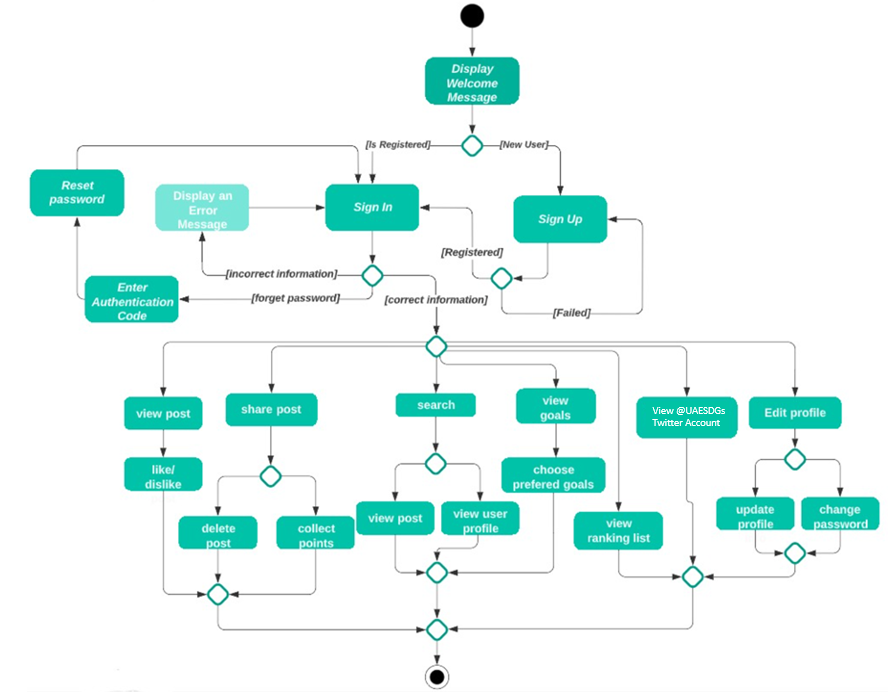 Display
Welcome
Message
[Is Registered]
[New User]
Reset
password
Display an
Error
Message
Sign In
Sign Up
[Registered]
[incorrect information]
Enter
Authentication
Code
[forget password]
[correct information]
[Failed]
view post
share post
search
view
goals
View @UAESDGs
Twitter Account
Edit profile
like/
dislike
choose
prefered goals
delete
post
collect
points
view post
view user
profile
view
ranking list
update
profile
change
password